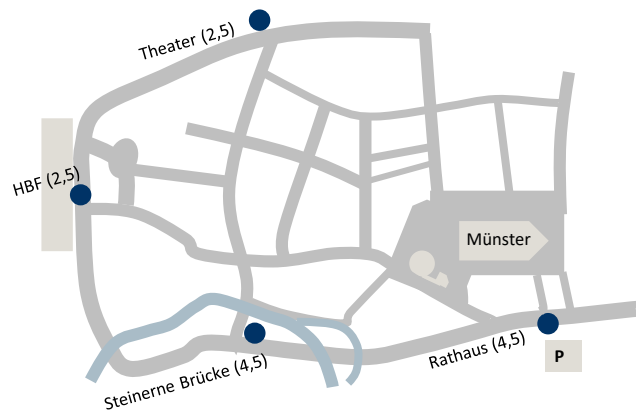 Theater (2,5)
HBF (2,5)
Münster
Rathaus (4,5)
P
Steinerne Brücke (4,5)